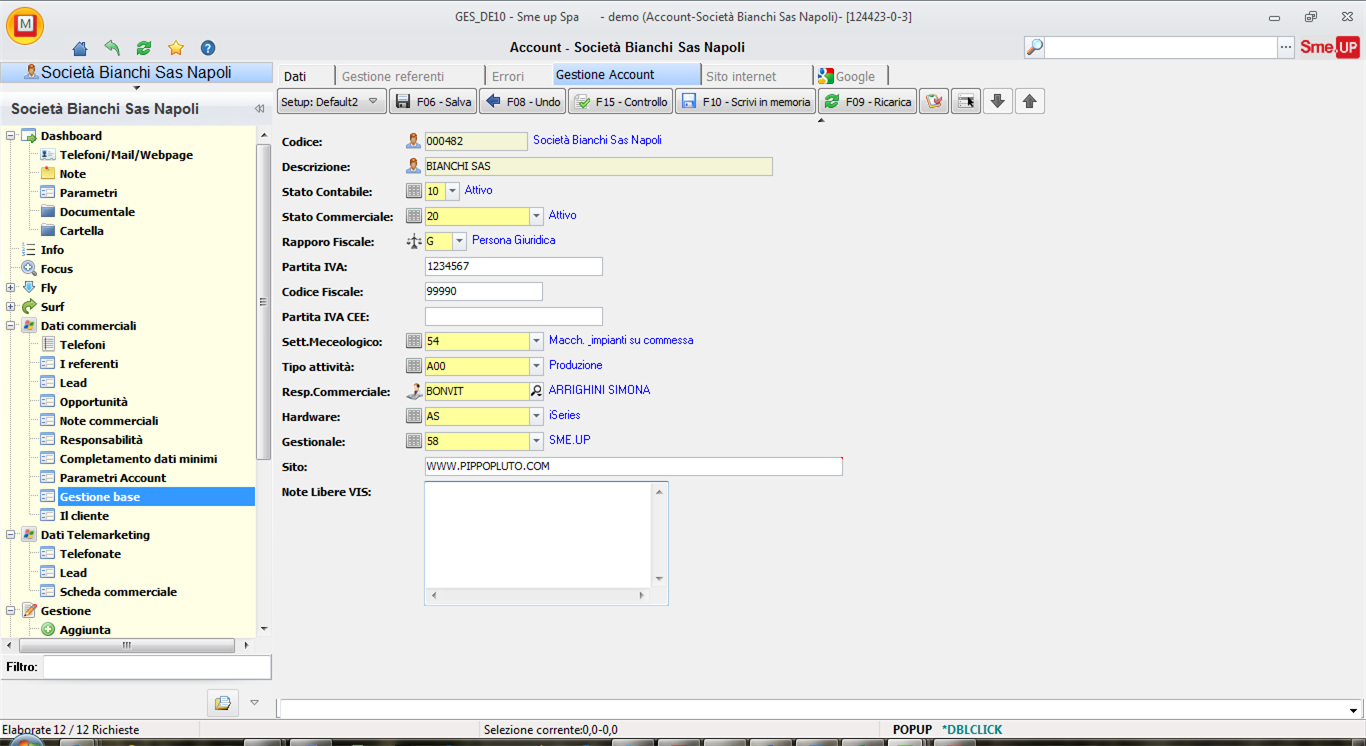 GES_DE10 - Sme up Spa - demo (Account-Società Bianchi Sas Napoli)- [124423-0-3]
M
Account - Società Bianchi Sas Napoli
Sme.UP
Società Bianchi Sas Napoli
Dati
Gestione referenti
Errori
Gestione Account
Sito internet
Google
Società Bianchi Sas Napoli
Setup: Default2
F06 - Salva
F08 - Undo
F15 - Controllo
F10 - Scrivi in memoria
F09 - Ricarica
Dashboard
Telefoni/Mail/Webpage
Note
Parametri
Documentale
Cartella
Info
Focus
Fly
Surf
Dati commerciali
Telefoni
I referenti
Lead
Opportunità
Note commerciali
Responsabilità
Completamento dati minimi
Parametri Account
Gestione base
Il cliente
Dati Telemarketing
Telefonate
Lead
Scheda commerciale
Gestione
Aggiunta
Filtro:
Codice: 000482 Società Bianchi Sas Napoli
Descrizione: BIANCHI SAS
Stato Contabile: 10 Attivo
Stato Commerciale: 20 Attivo
Rapporo Fiscale: G Persona Giuridica
Partita IVA: 1234567
Codice Fiscale: 99990
Partita IVA CEE:
Sett.Meceologico: 54 Macch. _impianti su commessa
Tipo attività: A00 Produzione
Resp.Commerciale: BONVIT ARRIGHINI SIMONA
Hardware: AS iSeries
Gestionale: 58 SME.UP
Sito: WWW.PIPPOPLUTO.COM
Note Libere VIS:
Elaborate 12 / 12 Richieste
Selezione corrente:0,0-0,0
POPUP *DBLCLICK